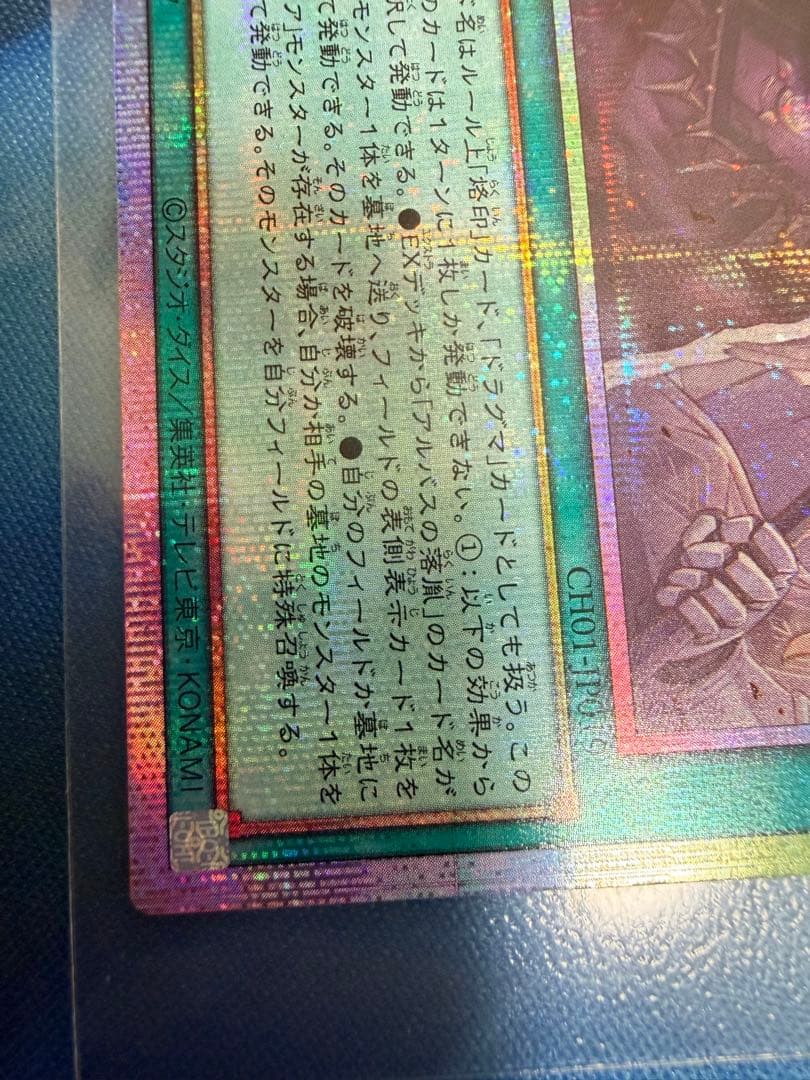 CH01-JP0
ド名はルール上「烙印」カード、「ドラグマ」カードとしても扱う。この
のカードは1ターンに1枚しか発動できない。①:以下の効果から
択して発動できる。●EXデッキから「アルバスの落胤」のカード名が
モンスター1体を墓地へ送り、フィールドの表側表示カード1枚を
て発動できる。そのカードを破壊する。●自分のフィールドか墓地に
ア」モンスターが存在する場合、自分か相手の墓地のモンスター1体を
て発動できる。そのモンスターを自分フィールドに特殊召喚する。
©スタジオ・ダイス/集英社・テレビ東京・KONAMI